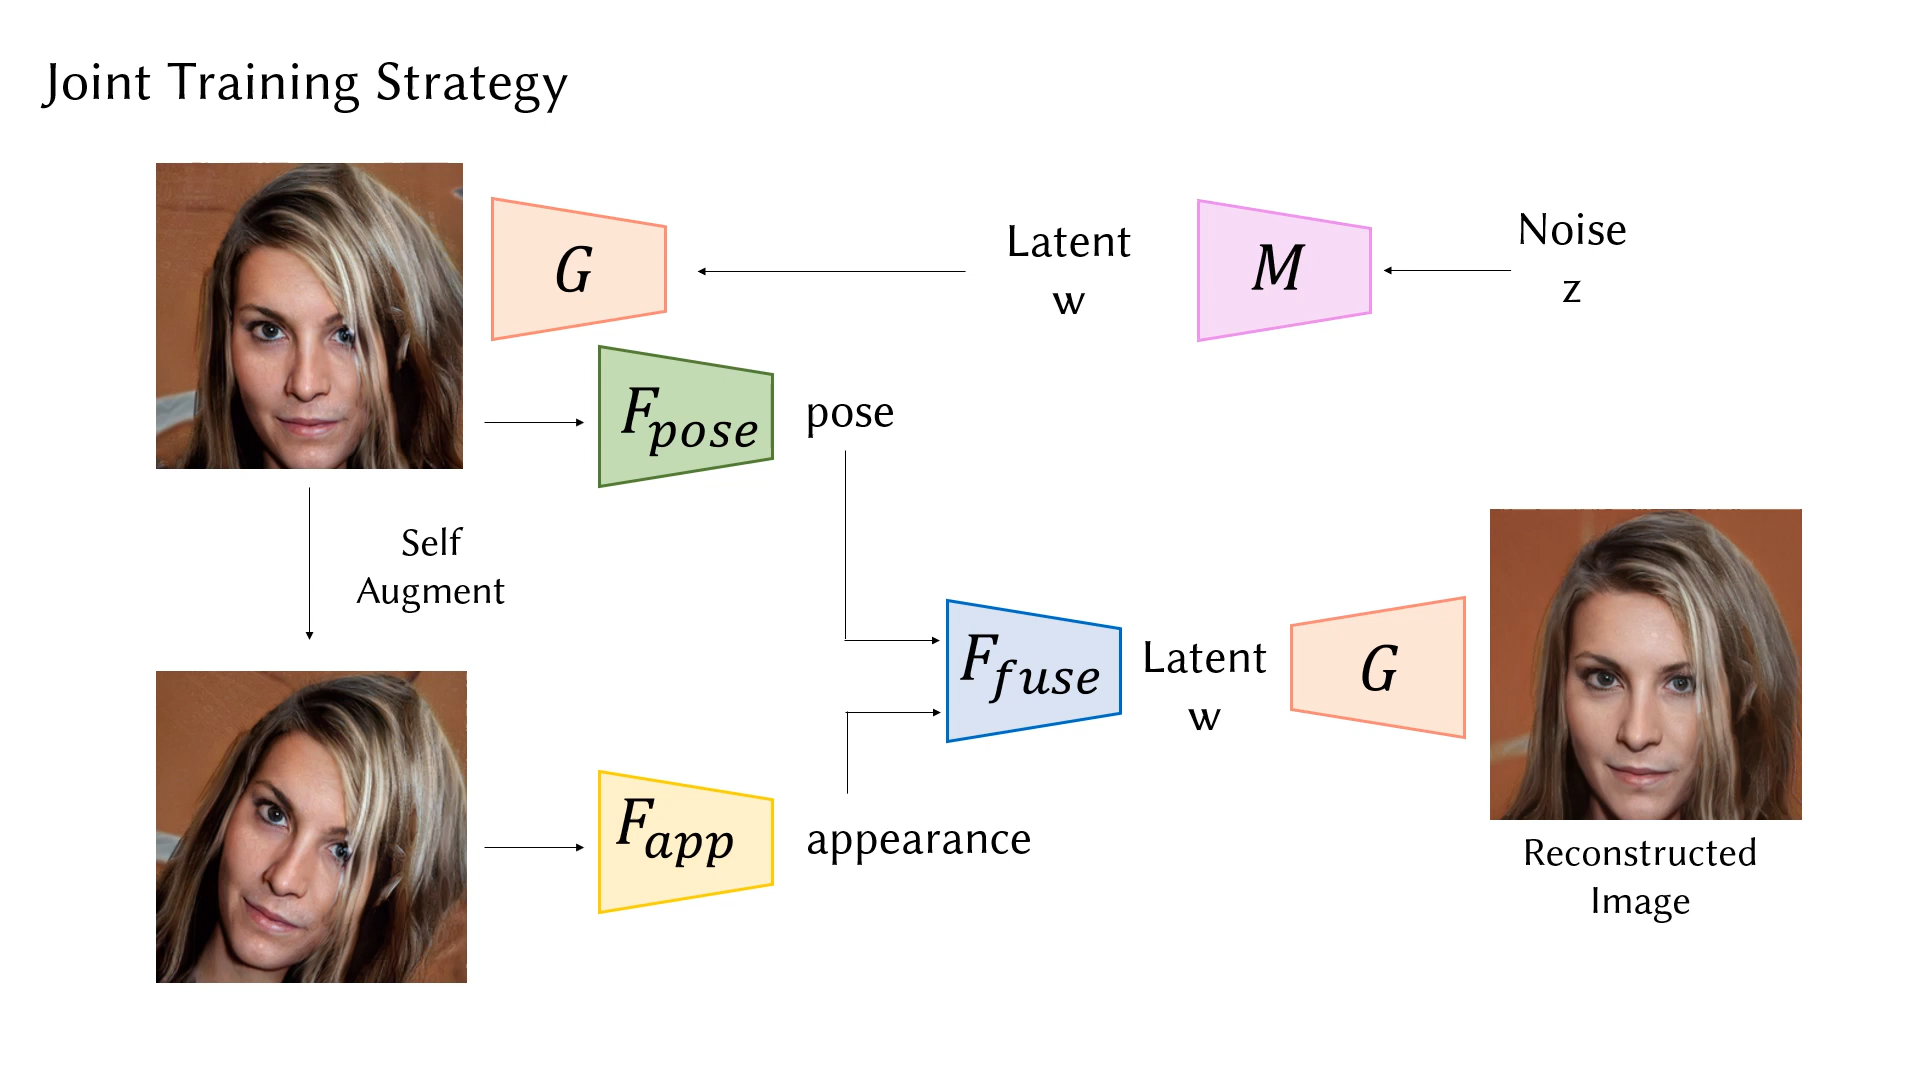 Joint Training Strategy
G
Latent
w
M
Noise
z
F_pose
pose
Self
Augment
F_fuse
Latent
w
G
F_app
appearance
Reconstructed
Image